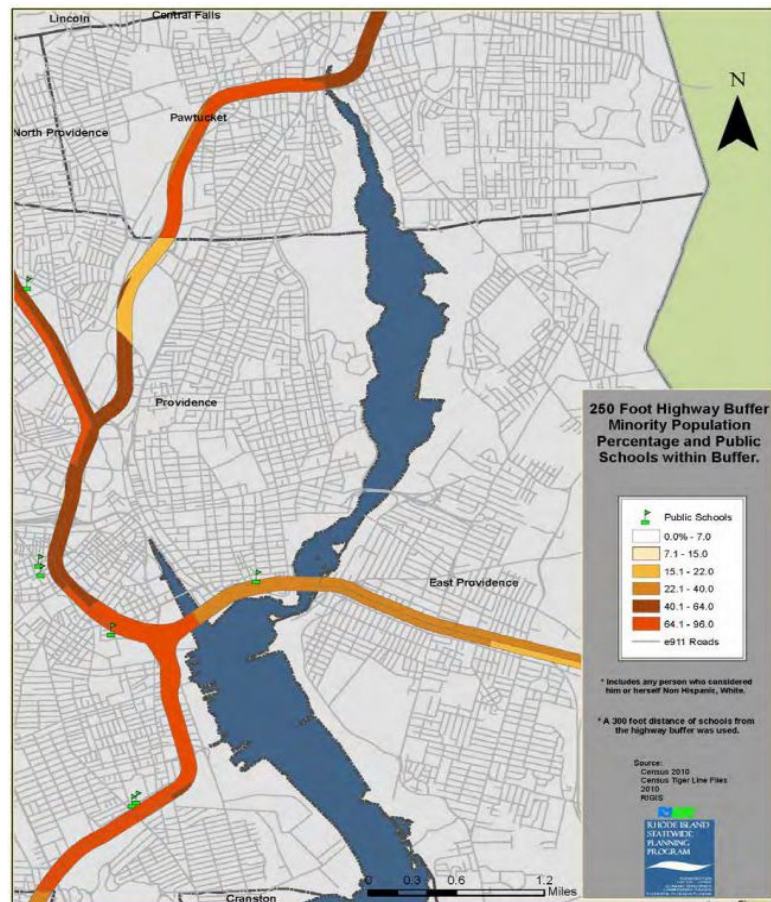 Lincoln
Central Falls
N
Pawtucket
North Providence
Providence
East Providence
Cranston
0 0.3 0.6 1.2
Miles
250 Foot Highway Buffer
Minority Population
Percentage and Public
Schools within Buffer.
Public Schools
0.0% - 7.0
7.1 - 15.0
15.1 - 22.0
22.1 - 40.0
40.1 - 64.0
64.1 - 96.0
e911 Roads
* Includes any person who considered
him or herself Non Hispanic, White.
* A 300 foot distance of schools from
the highway buffer was used.
Source:
Census 2010
Census Tiger Line Files
2010
RIGIS
RHODE ISLAND
STATEWIDE
PLANNING
PROGRAM